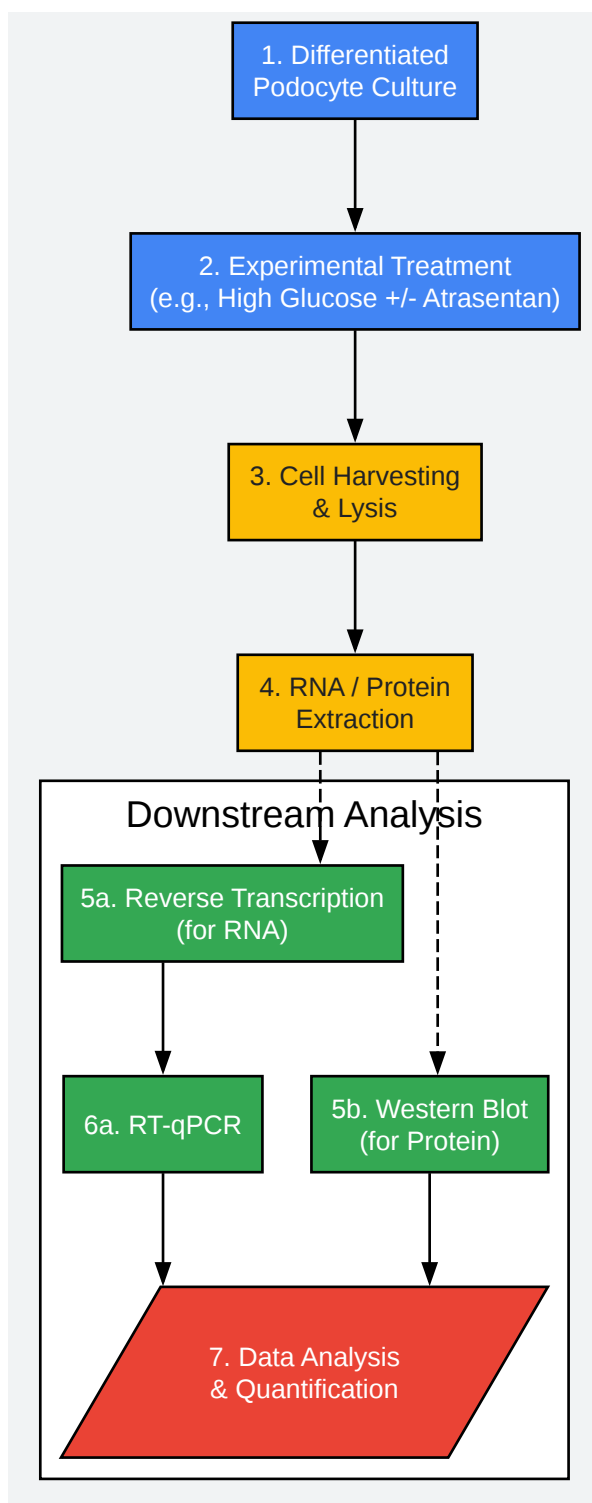 1. Differentiated
Podocyte Culture
2. Experimental Treatment
(e.g., High Glucose +/- Atrasentan)
3. Cell Harvesting
& Lysis
4. RNA / Protein
Extraction
Downstream Analysis
5a. Reverse Transcription
(for RNA)
6a. RT-qPCR
5b. Western Blot
(for Protein)
7. Data Analysis
& Quantification